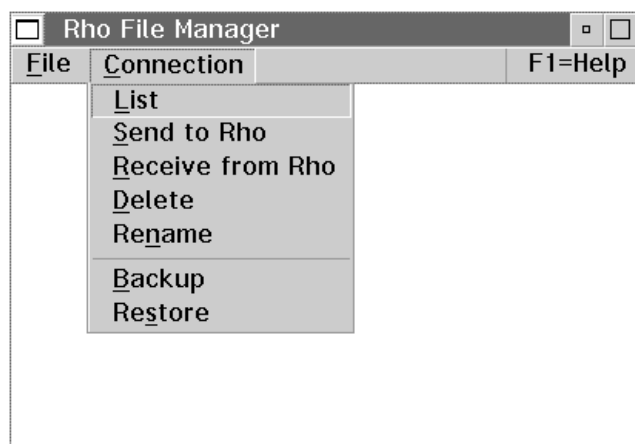 Rho File Manager
File Connection F1=Help
List
Send to Rho
Receive from Rho
Delete
Rename
Backup
Restore